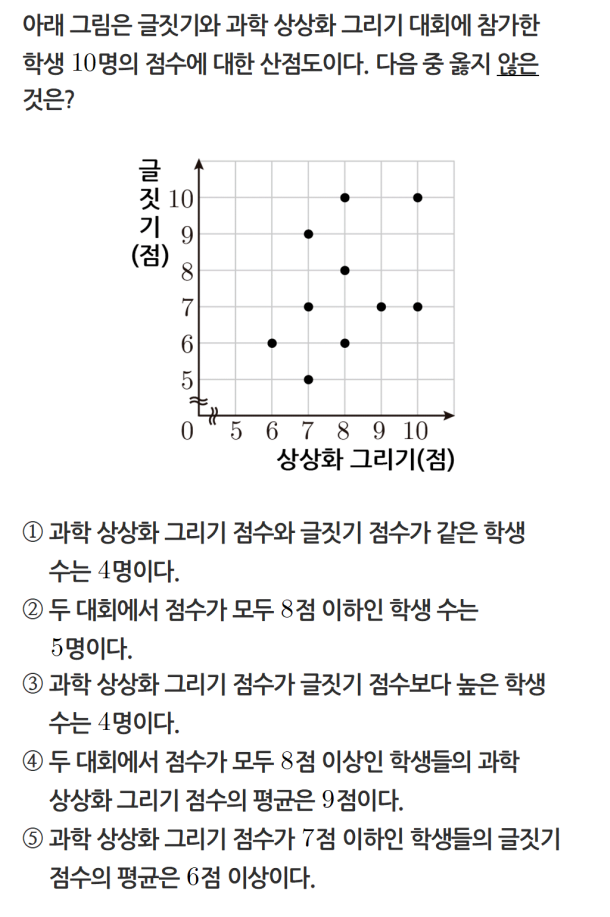 아래 그림은 글짓기와 과학 상상화 그리기 대회에 참가한
학생 10명의 점수에 대한 산점도이다. 다음 중 옳지 않은
것은?
글짓기(점)
10
9
8
7
6
5
0 5 6 7 8 9 10
상상화 그리기(점)
① 과학 상상화 그리기 점수와 글짓기 점수가 같은 학생
수는 4명이다.
② 두 대회에서 점수가 모두 8점 이하인 학생 수는
5명이다.
③ 과학 상상화 그리기 점수가 글짓기 점수보다 높은 학생
수는 4명이다.
④ 두 대회에서 점수가 모두 8점 이상인 학생들의 과학
상상화 그리기 점수의 평균은 9점이다.
⑤ 과학 상상화 그리기 점수가 7점 이하인 학생들의 글짓기
점수의 평균은 6점 이상이다.